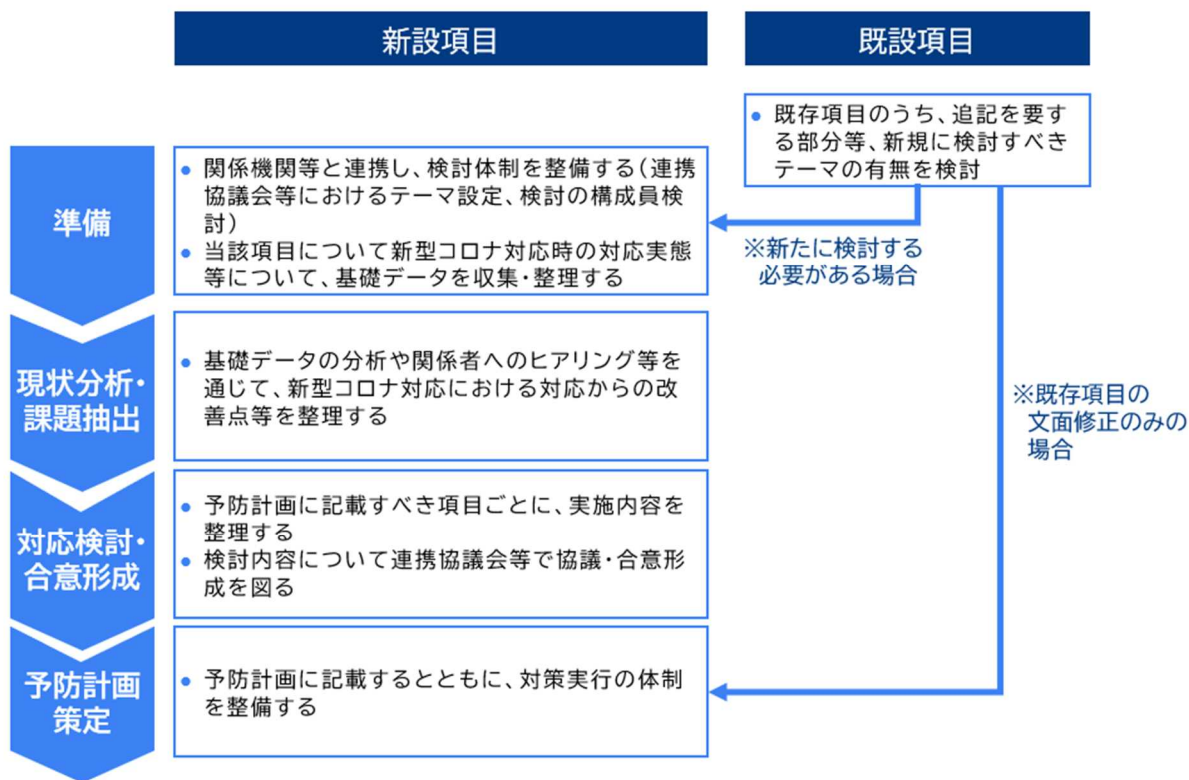 新設項目
既設項目
● 既存項目のうち、追記を要す
る部分等、新規に検討すべき
テーマの有無を検討
準備
● 関係機関等と連携し、検討体制を整備する（連携
協議会等におけるテーマ設定、検討の構成員検
討）
● 当該項目について新型コロナ対応時の対応実態
等について、基礎データを収集・整理する
※新たに検討する
必要がある場合
現状分析・
課題抽出
● 基礎データの分析や関係者へのヒアリング等を
通じて、新型コロナ対応における対応からの改
善点等を整理する
※既存項目の
文面修正のみの
場合
対応検討・
合意形成
● 予防計画に記載すべき項目ごとに、実施内容を
整理する
● 検討内容について連携協議会等で協議・合意形
成を図る
予防計画
策定
● 予防計画に記載するとともに、対策実行の体制
を整備する